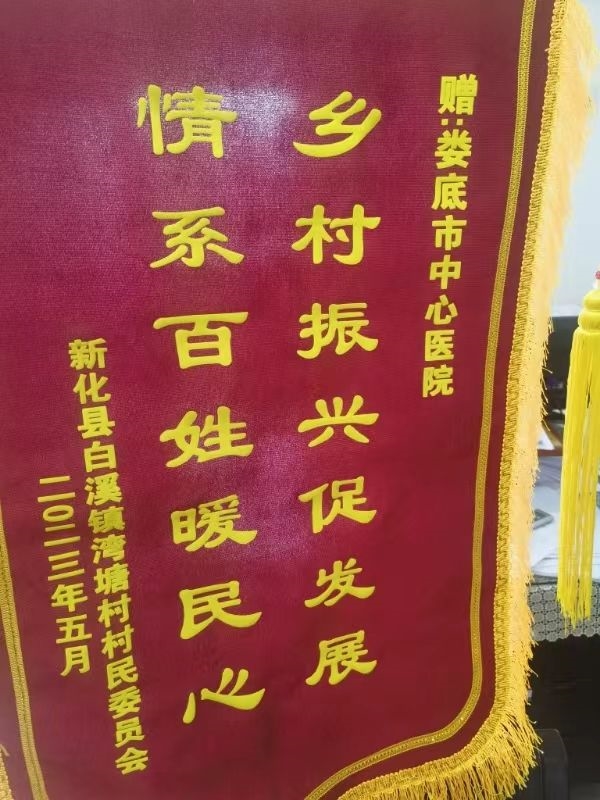 赠:娄底市中心医院
乡村振兴促发展
情系百姓暖民心
新化县白溪镇湾塘村村民委员会
二〇二三年五月